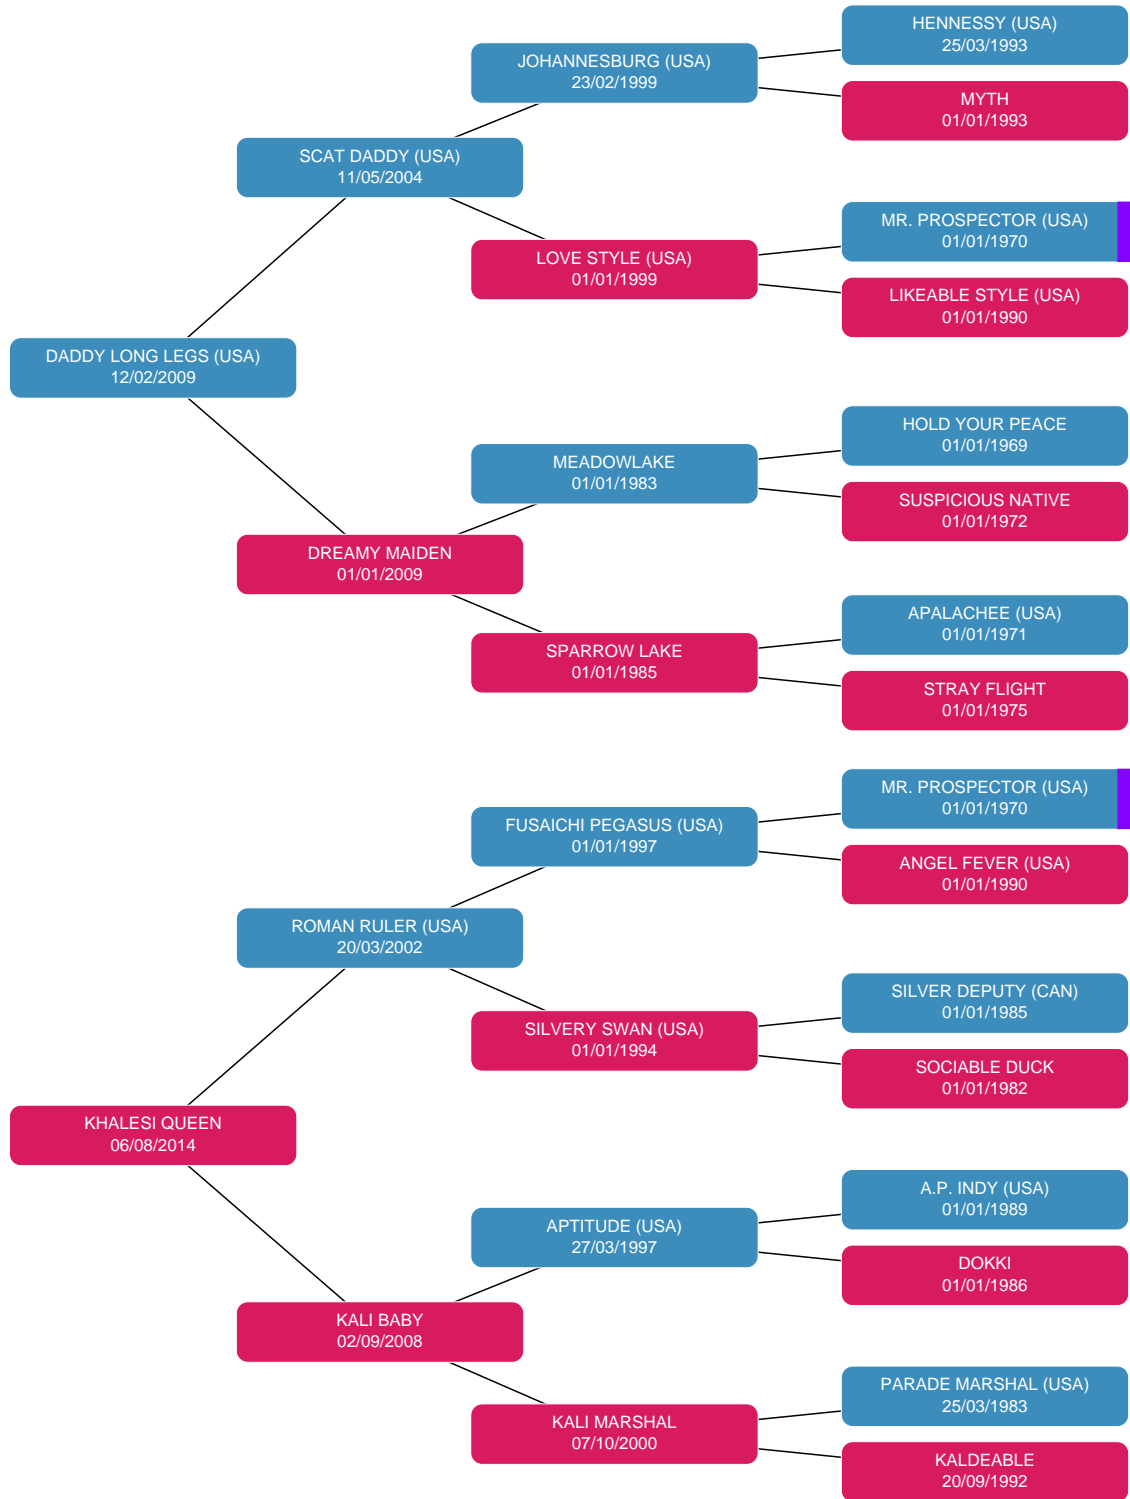 HENNESSY (USA)
25/03/1993
JOHANNESBURG (USA)
23/02/1999
MYTH
01/01/1993
SCAT DADDY (USA)
11/05/2004
MR. PROSPECTOR (USA)
01/01/1970
LOVE STYLE (USA)
01/01/1999
LIKEABLE STYLE (USA)
01/01/1990
DADDY LONG LEGS (USA)
12/02/2009
HOLD YOUR PEACE
01/01/1969
MEADOWLAKE
01/01/1983
SUSPICIOUS NATIVE
01/01/1972
DREAMY MAIDEN
01/01/2009
APALACHEE (USA)
01/01/1971
SPARROW LAKE
01/01/1985
STRAY FLIGHT
01/01/1975
MR. PROSPECTOR (USA)
01/01/1970
FUSAICHI PEGASUS (USA)
01/01/1997
ANGEL FEVER (USA)
01/01/1990
ROMAN RULER (USA)
20/03/2002
SILVER DEPUTY (CAN)
01/01/1985
SILVERY SWAN (USA)
01/01/1994
SOCIABLE DUCK
01/01/1982
KHALESI QUEEN
06/08/2014
A.P. INDY (USA)
01/01/1989
APTITUDE (USA)
27/03/1997
DOKKI
01/01/1986
KALI BABY
02/09/2008
PARADE MARSHAL (USA)
25/03/1983
KALI MARSHAL
07/10/2000
KALDEABLE
20/09/1992